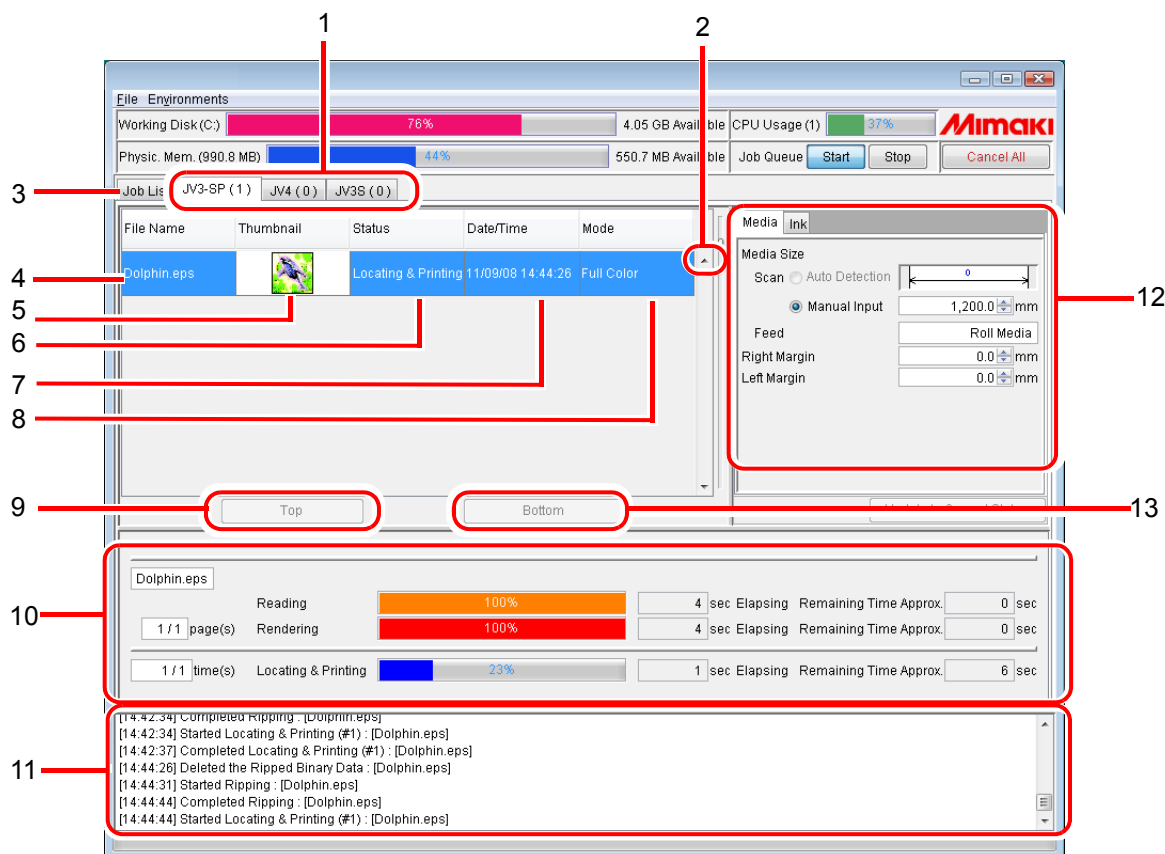 1 2
File Environments
Working Disk (C:) 76% 4.05 GB Available CPU Usage (1) 37% Mimaki
Physic. Mem. (990.8 MB) 44% 550.7 MB Available Job Queue Start Stop Cancel All
3 Job Lis JV3-SP ( 1 ) JV4 ( 0 ) JV3S ( 0 )
File Name Thumbnail Status Date/Time Mode Media Ink
Media Size
4 Dolphin.eps Locating & Printing 11/09/08 14:44:26 Full Color Scan Auto Detection 0
5 Manual Input 1,200.0 mm 12
6 Feed Roll Media
Right Margin 0.0 mm
7 Left Margin 0.0 mm
8
9 Top Bottom 13
Dolphin.eps
Reading 100% 4 sec Elapsing Remaining Time Approx. 0 sec
10 1 / 1 page(s) Rendering 100% 4 sec Elapsing Remaining Time Approx. 0 sec
1 / 1 time(s) Locating & Printing 23% 1 sec Elapsing Remaining Time Approx. 6 sec
[14:42:34] Completed Ripping : [Dolphin.eps]
[14:42:34] Started Locating & Printing (#1) : [Dolphin.eps]
[14:42:37] Completed Locating & Printing (#1) : [Dolphin.eps]
[14:44:26] Deleted the Ripped Binary Data : [Dolphin.eps]
11 [14:44:31] Started Ripping : [Dolphin.eps]
[14:44:44] Completed Ripping : [Dolphin.eps]
[14:44:44] Started Locating & Printing (#1) : [Dolphin.eps]